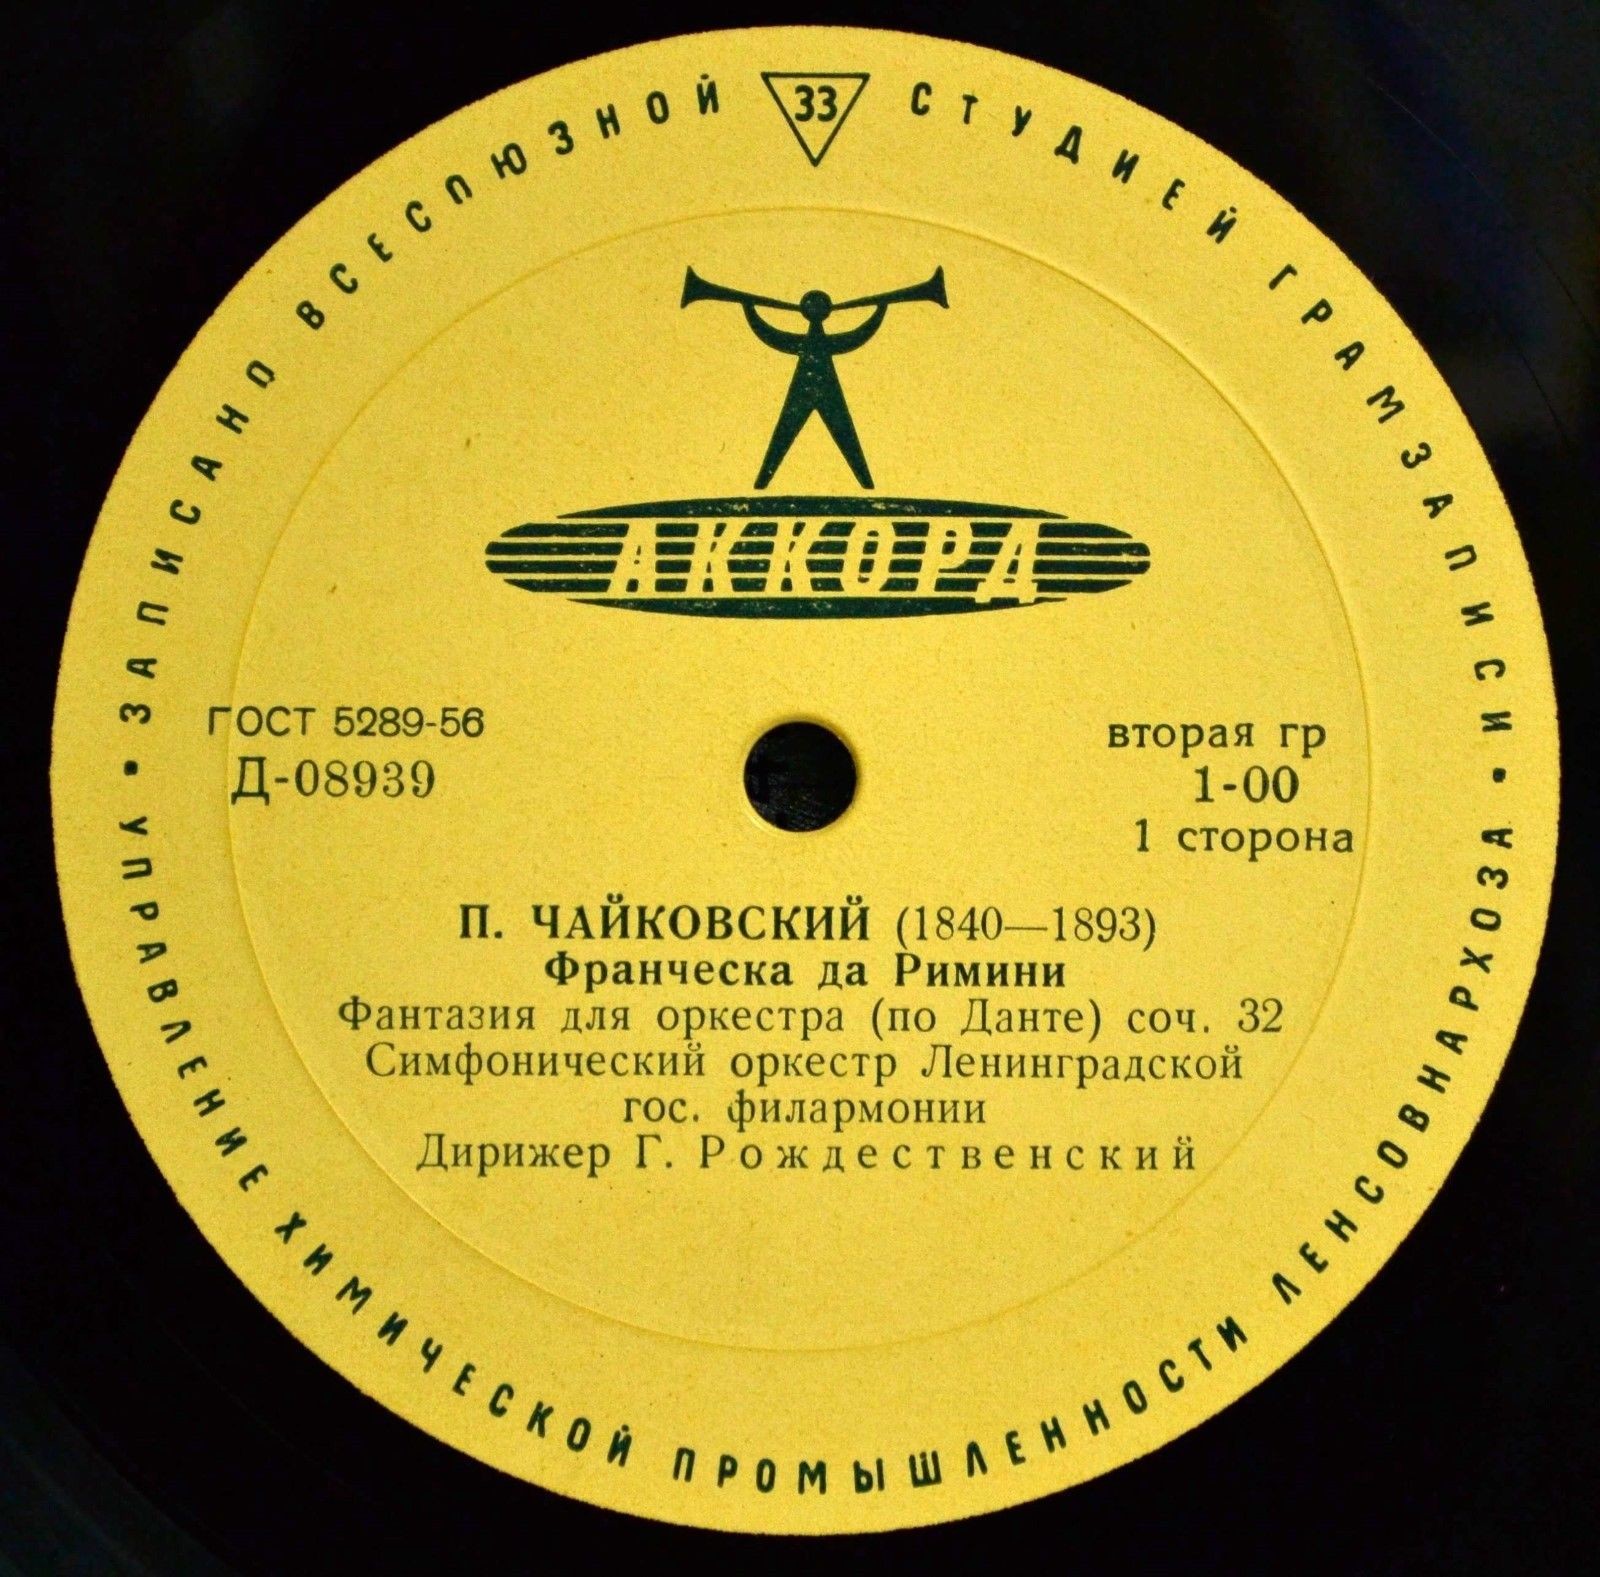 ЗАПИСАНО ВСЕСПЮЗНОЙ 33 СТУДИЕЙ ГРАМЗАПИСИ
АККОРД
ГОСТ 5289-56
Д-08939
вторая гр
1-00
1 сторона
П. ЧАЙКОВСКИЙ (1840—1893)
Франческа да Римини
Фантазия для оркестра (по Данте) соч. 32
Симфонический оркестр Ленинградской
гос. филармонии
Дирижер Г. Рождественский
• УПРАВЛЕНИЕ ХИМИЧЕСКОЙ ПРОМЫШЛЕННОСТИ ЛЕНСОВНАРХОЗА •